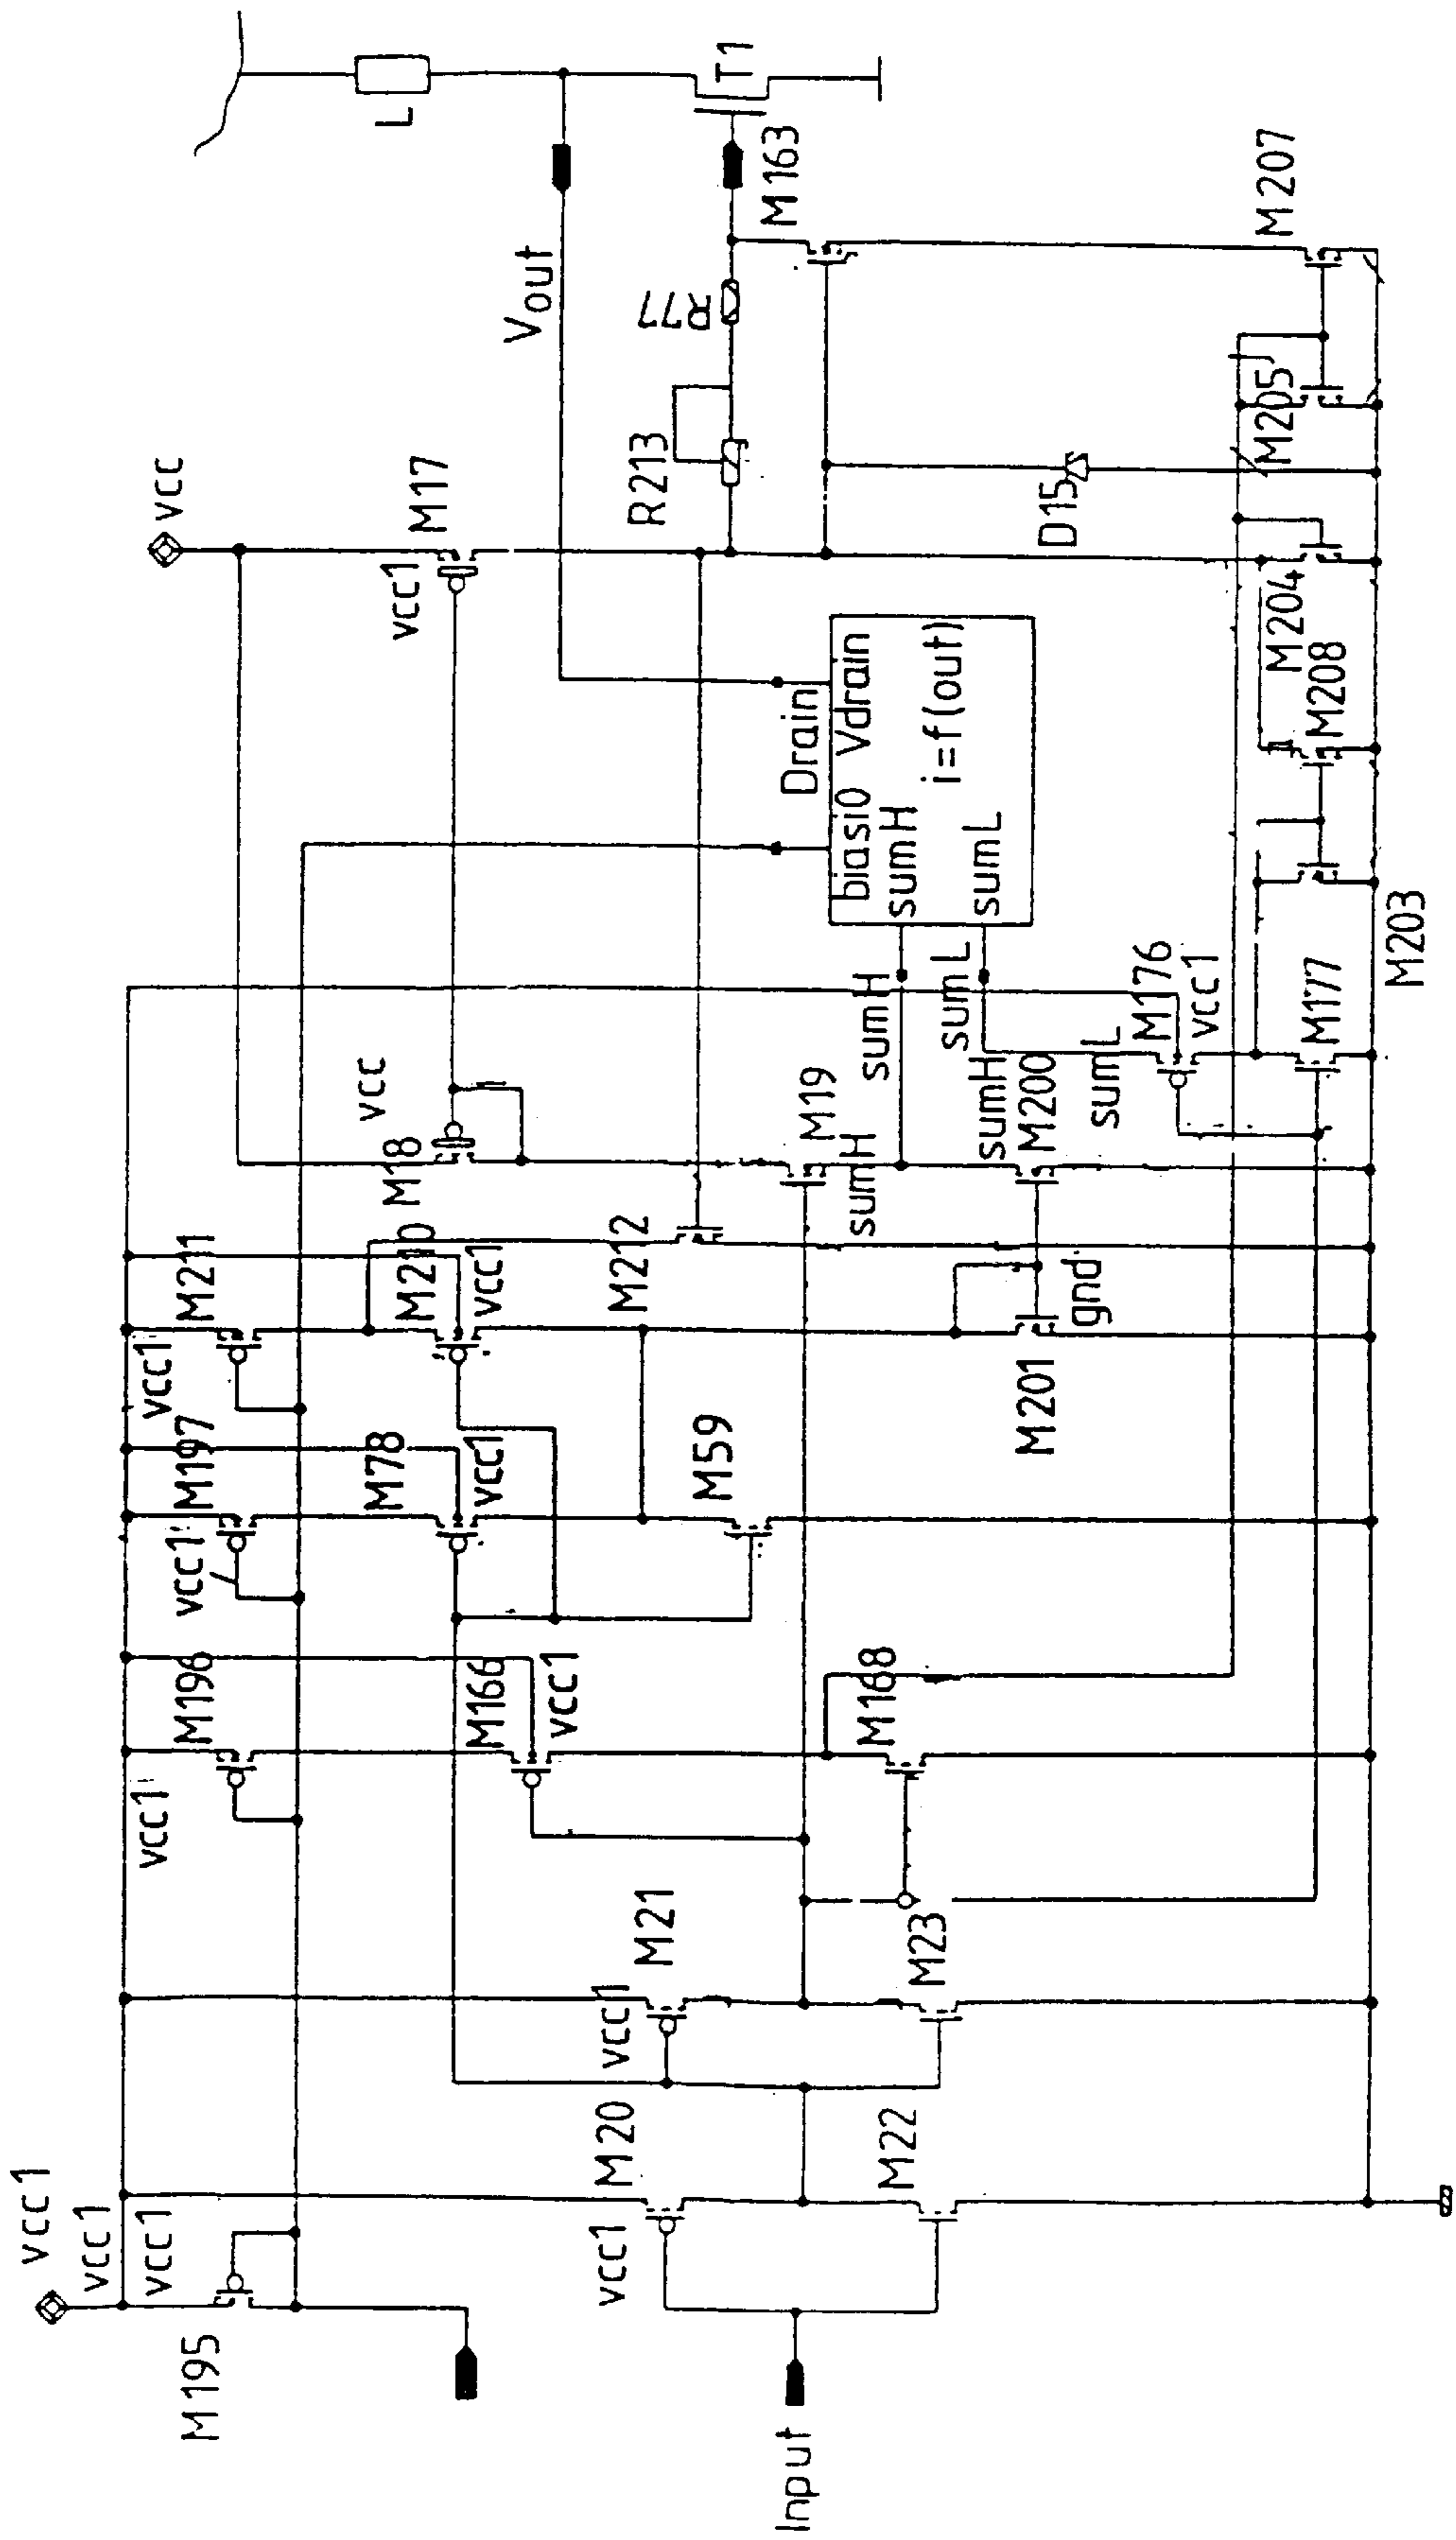 vcc1
vcc1
vcc1
M195
Input
vcc1
M20
M22
vcc1
M21
M23
vcc1
M196
M166
vcc1
M168
vcc1
M197
M78
vcc1
M59
vcc1
M211
M210
vcc1
M212
M201
gnd
M18
vcc
M19
sumH
sumH
sumH
M200
sumL
sumL
M176
vcc1
M177
M203
biasi0
Vdrain
Drain
sumH
sumL
i=f(out)
vcc
vcc1
M17
R213
R77
Vout
L
T1
M163
D15
M204
M208
M205
M207